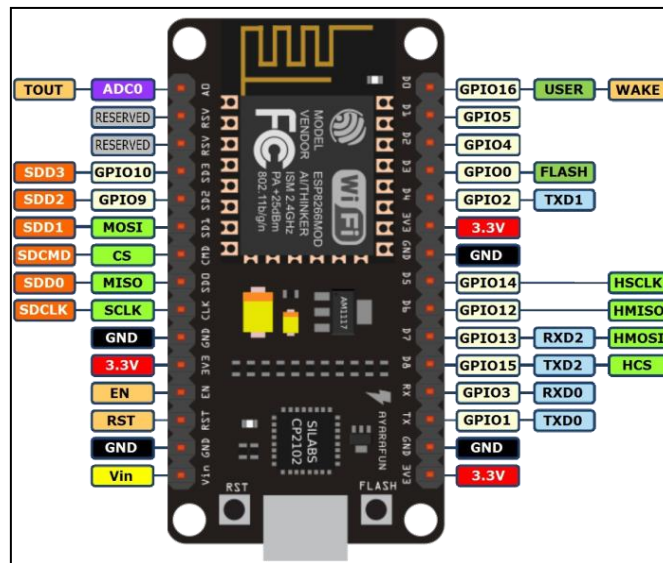 TOUT ADC0
RESERVED
RESERVED
SDD3 GPIO10
SDD2 GPIO9
SDD1 MOSI
SDCMD CS
SDD0 MISO
SDCLK SCLK
GND
3.3V
EN
RST
GND
Vin
A0
RSV
RSV
SD3
SD2
SD1
CMD
SD0
CLK
GND
3V3
EN
RST
GND
Vin
MODEL
VENDOR
ESP8266MOD
AI/THINKER
ISM 2.4GHz
PA +25dBm
802.11b/g/n
FC
WiFi
AM1117
SILABS
CP2102
AYARAFUN
RST
FLASH
D0
D1
D2
D3
D4
3V3
GND
D5
D6
D7
D8
RX
TX
GND
3V3
GPIO16 USER WAKE
GPIO5
GPIO4
GPIO0 FLASH
GPIO2 TXD1
3.3V
GND
GPIO14 HSCLK
GPIO12 HMISO
GPIO13 RXD2 HMOSI
GPIO15 TXD2 HCS
GPIO3 RXD0
GPIO1 TXD0
GND
3.3V